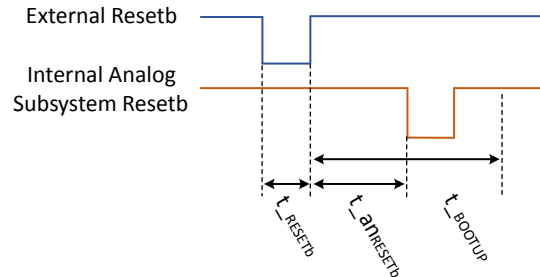 External Resetb
Internal Analog
Subsystem Resetb
t_RESETb
t_anRESETb
t_BOOTUP